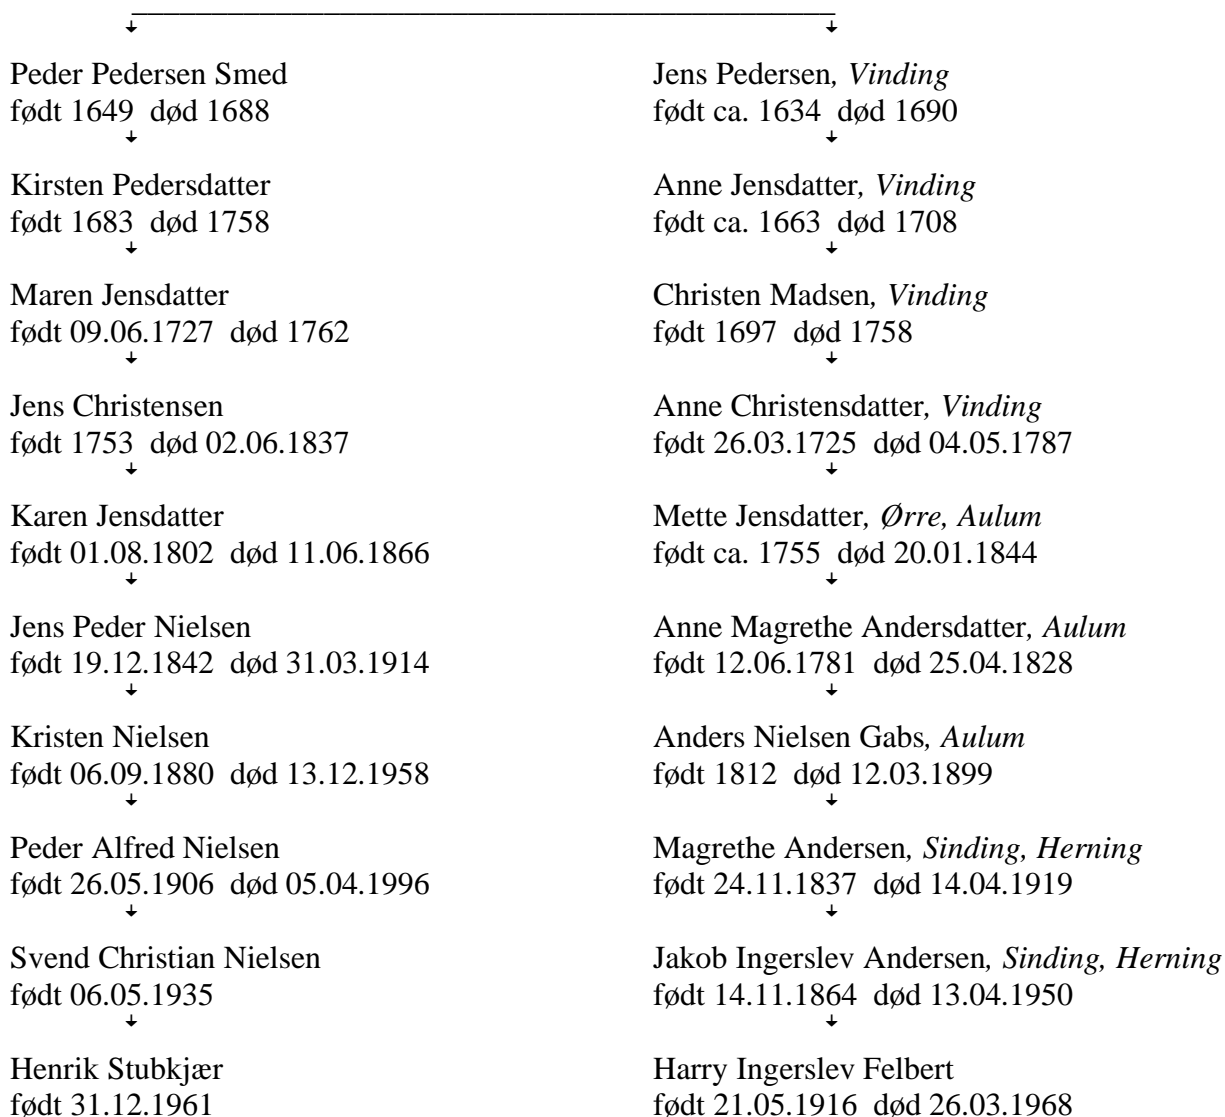 Peder Pedersen Smed
født 1649 død 1688
Kirsten Pedersdatter
født 1683 død 1758
Maren Jensdatter
født 09.06.1727 død 1762
Jens Christensen
født 1753 død 02.06.1837
Karen Jensdatter
født 01.08.1802 død 11.06.1866
Jens Peder Nielsen
født 19.12.1842 død 31.03.1914
Kristen Nielsen
født 06.09.1880 død 13.12.1958
Peder Alfred Nielsen
født 26.05.1906 død 05.04.1996
Svend Christian Nielsen
født 06.05.1935
Henrik Stubkjær
født 31.12.1961
Jens Pedersen, Vinding
født ca. 1634 død 1690
Anne Jensdatter, Vinding
født ca. 1663 død 1708
Christen Madsen, Vinding
født 1697 død 1758
Anne Christensdatter, Vinding
født 26.03.1725 død 04.05.1787
Mette Jensdatter, Ørre, Aulum
født ca. 1755 død 20.01.1844
Anne Magrethe Andersdatter, Aulum
født 12.06.1781 død 25.04.1828
Anders Nielsen Gabs, Aulum
født 1812 død 12.03.1899
Magrethe Andersen, Sinding, Herning
født 24.11.1837 død 14.04.1919
Jakob Ingerslev Andersen, Sinding, Herning
født 14.11.1864 død 13.04.1950
Harry Ingerslev Felbert
født 21.05.1916 død 26.03.1968